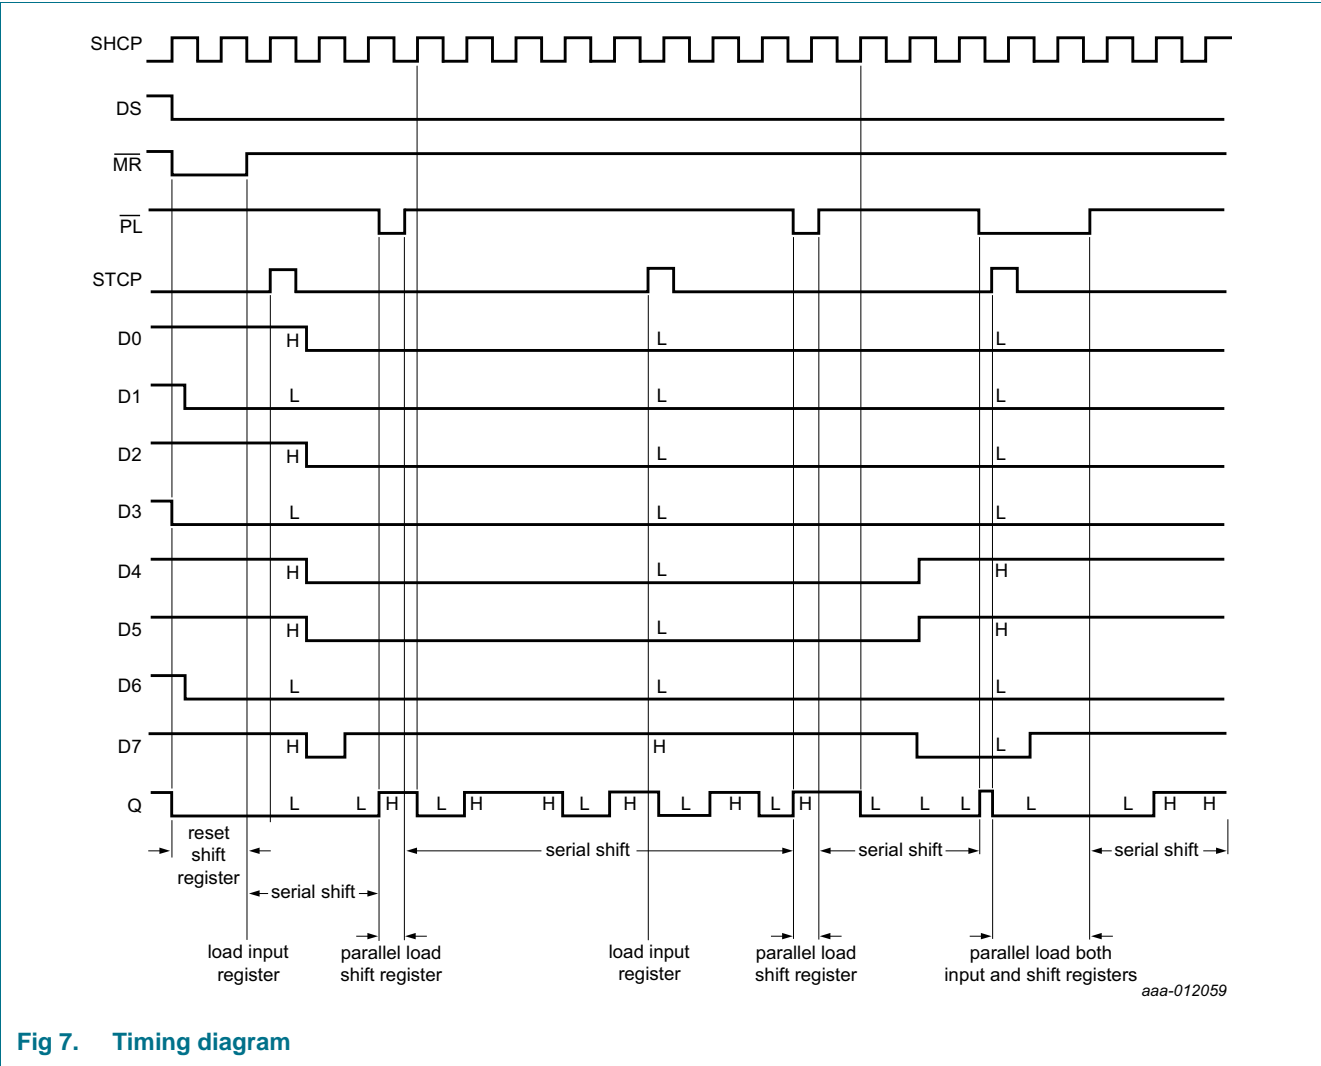 SHCP
DS
MR
PL
STCP
D0 H L L
D1 L L L
D2 H L L
D3 L L L
D4 H L H
D5 H L H
D6 L L L
D7 H H L
Q L L H L H H L H L H L H L L L L L H H
reset
shift
register
serial shift
serial shift
serial shift
serial shift
load input
register
parallel load
shift register
load input
register
parallel load
shift register
parallel load both
input and shift registers
aaa-012059
Fig 7. Timing diagram